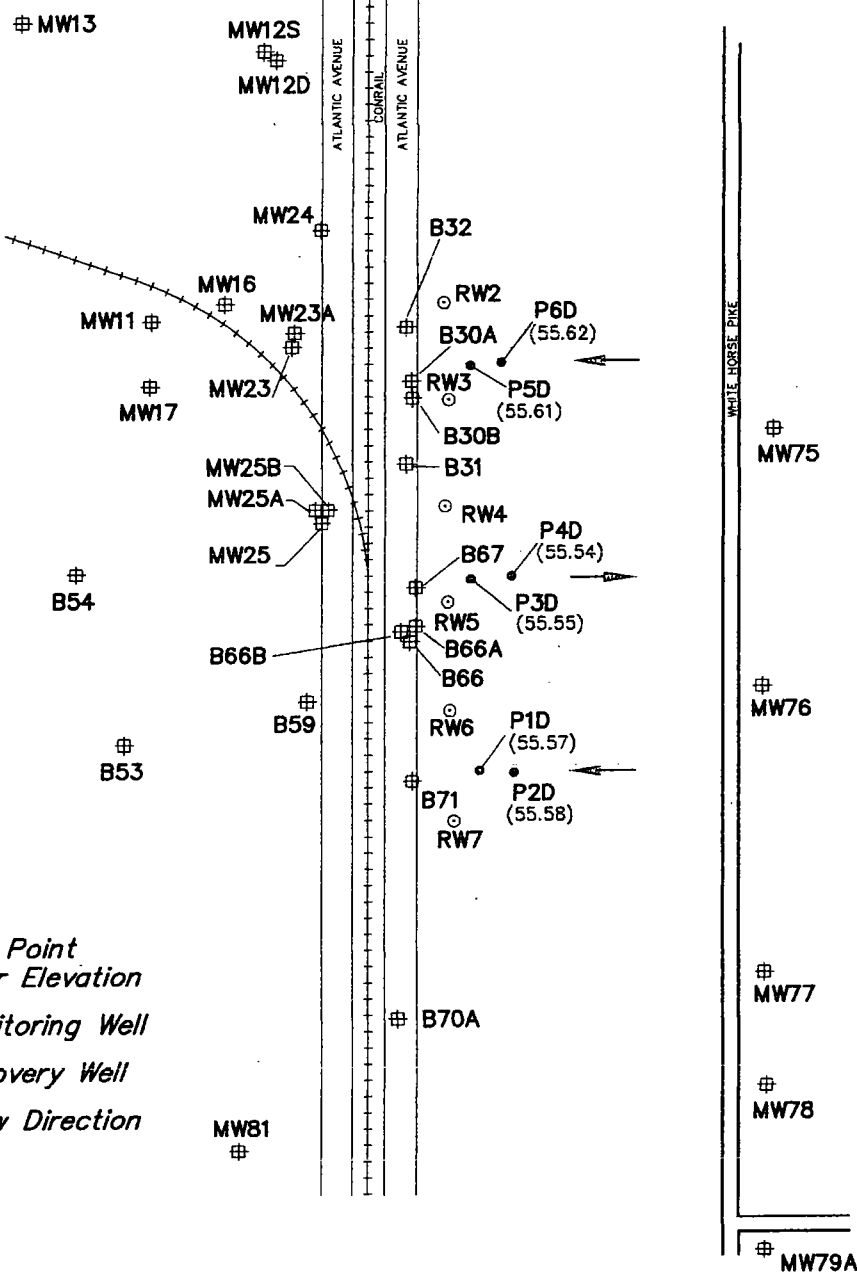 MW13
MW12S
MW12D
ATLANTIC AVENUE
CONRAIL
ATLANTIC AVENUE
MW24
B32
MW16
RW2
P6D
(55.62)
MW11
MW23A
B30A
WHITE HORSE PIKE
MW23
RW3
P5D
(55.61)
MW17
B30B
MW75
MW25B
B31
MW25A
RW4
P4D
(55.54)
MW25
B67
B54
P3D
(55.55)
RW5
B66A
B66B
B66
MW76
B59
RW6
P1D
(55.57)
B53
P2D
(55.58)
B71
RW7
Point
r Elevation
MW77
itoring Well
B70A
overy Well
MW78
w Direction
MW81
MW79A